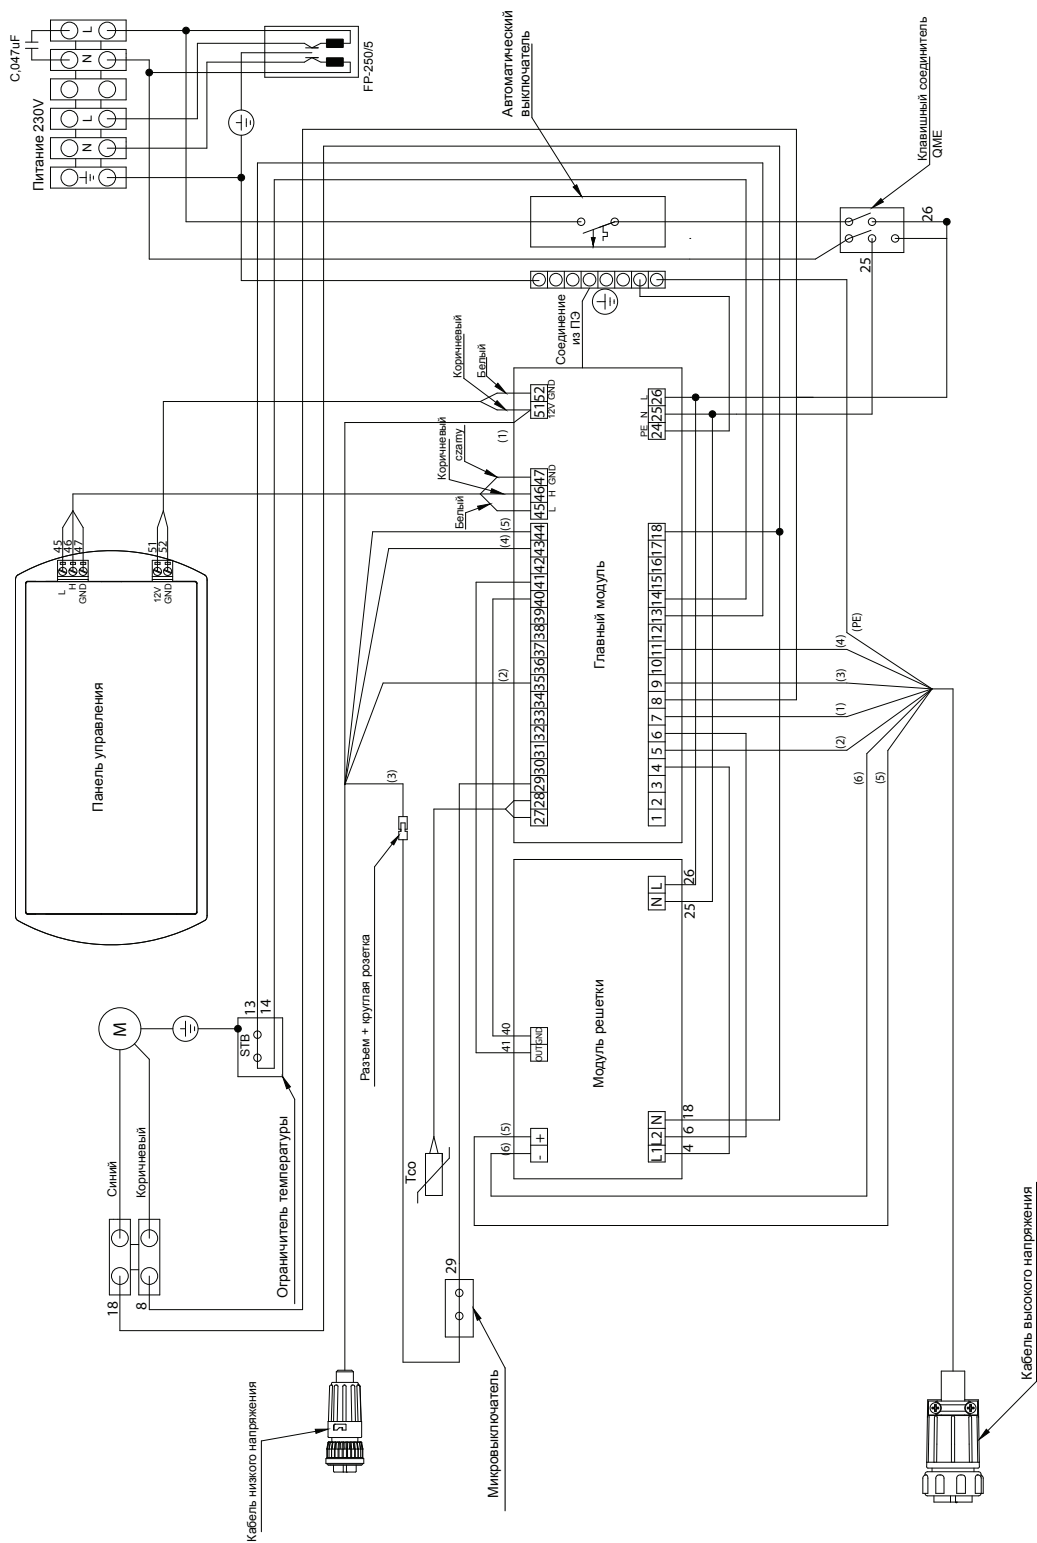 C,047uF
L
N
L
N
Питание 230V
FP-250/5
Автоматический
выключатель
Клавишный соединитель
QME
26
25
Соединение
из ПЭ
Коричневый
Белый
(1)
51 52
12V GND
Коричневый
czarny
Белый
45 46 47
L H GND
L N PE
24 25 26
(5)
(4)
(2)
(3)
27 28 29 30 31 32 33 34 35 36 37 38 39 40 41 42 43 44
Главный модуль
1 2 3 4 5 6 7 8 9 10 11 12 13 14 15 16 17 18
(PE)
(4)
(3)
(1)
(2)
(6)
(5)
45
46
47
L
H
GND
51
52
12V
GND
Панель управления
M
STB
13
14
Синий
Коричневый
18
8
Ограничитель температуры
Разъем + круглая розетка
Tco
29
Микровыключатель
Кабель низкого напряжения
Модуль решетки
41 40
OUT GND
(6) (5)
- +
N L
25 26
L1 L2 N
4 6 18
Кабель высокого напряжения